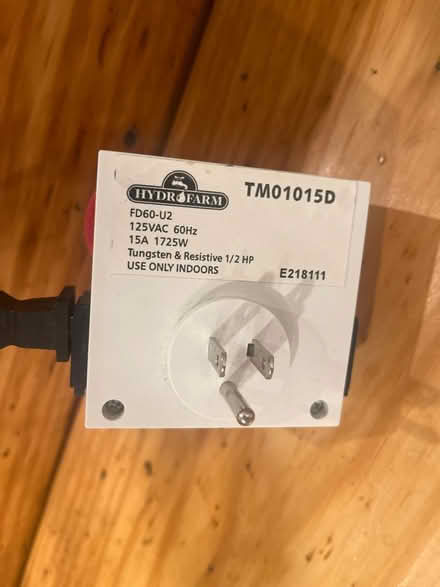 HYDROFARM
TM01015D
FD60-U2
125VAC 60Hz
15A 1725W
Tungsten & Resistive 1/2 HP
USE ONLY INDOORS
E218111